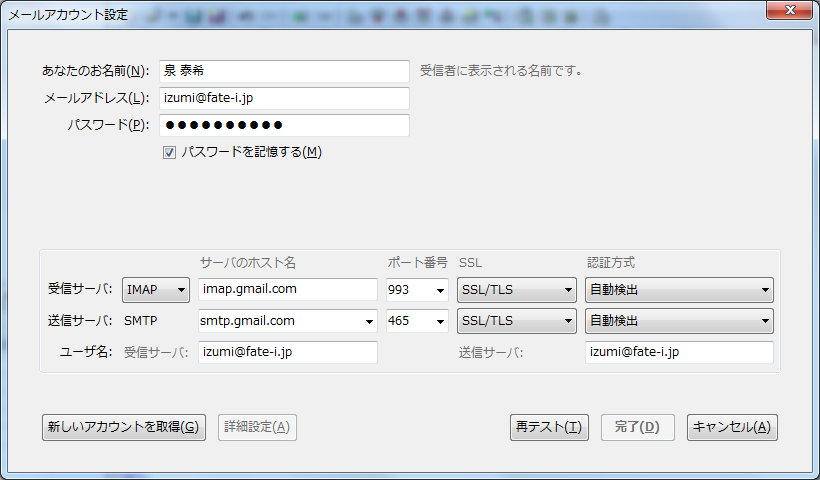 メールアカウント設定
あなたのお名前(N): 泉 泰希 受信者に表示される名前です。
メールアドレス(L): izumi@fate-i.jp
パスワード(P): ●●●●●●●●●●
パスワードを記憶する(M)
サーバのホスト名 ポート番号 SSL 認証方式
受信サーバ: IMAP imap.gmail.com 993 SSL/TLS 自動検出
送信サーバ: SMTP smtp.gmail.com 465 SSL/TLS 自動検出
ユーザ名: 受信サーバ: izumi@fate-i.jp 送信サーバ: izumi@fate-i.jp
新しいアカウントを取得(G) 詳細設定(A) 再テスト(T) 完了(D) キャンセル(A)